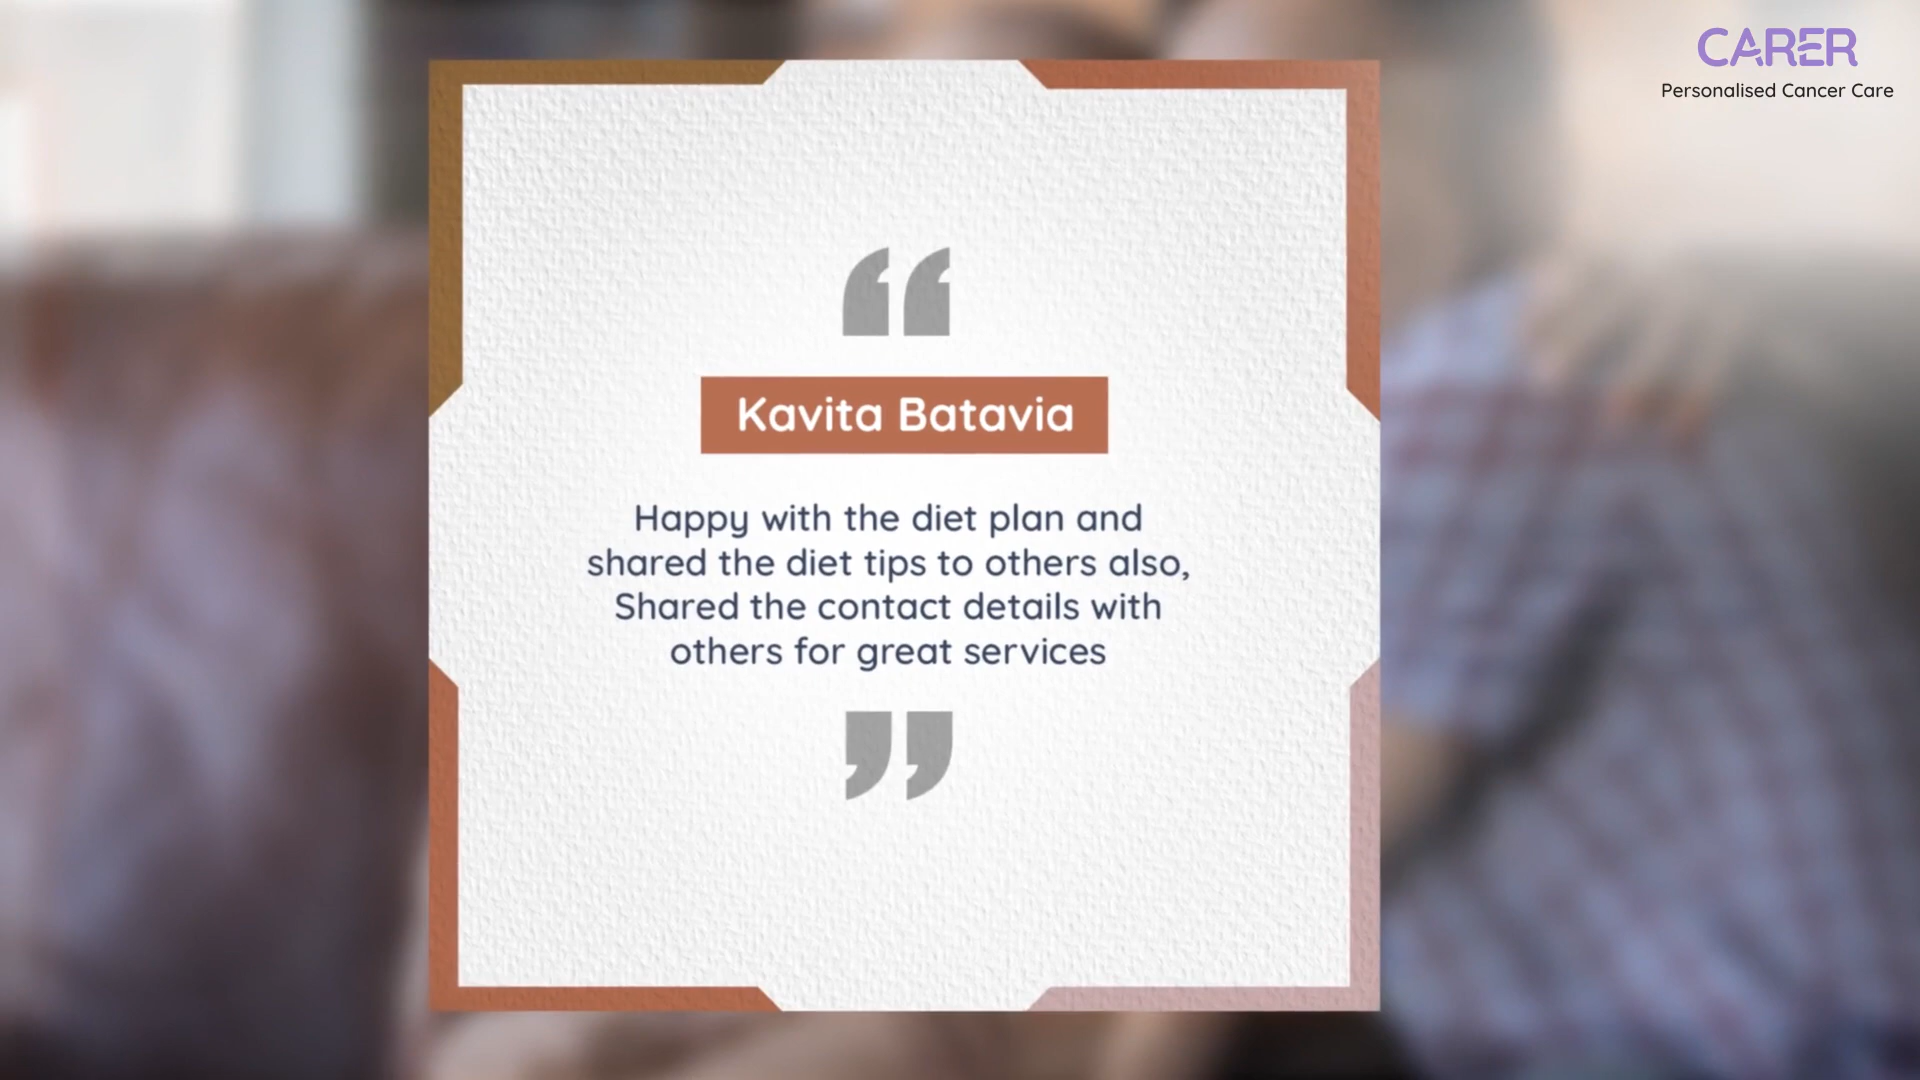 CARER
Personalised Cancer Care
Kavita Batavia
Happy with the diet plan and
shared the diet tips to others also,
Shared the contact details with
others for great services